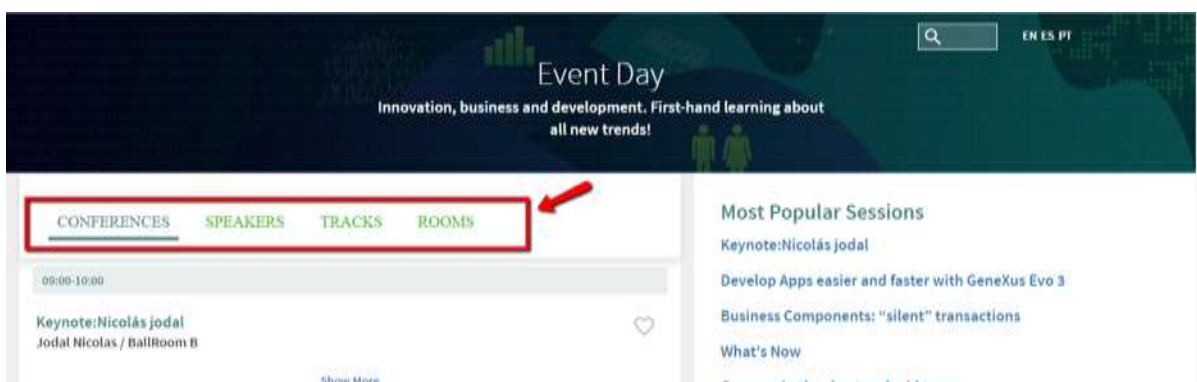 EN ES PT
Event Day
Innovation, business and development. First-hand learning about
all new trends!
CONFERENCES SPEAKERS TRACKS ROOMS
09:00-10:00
Keynote:Nicolás jodal
Jodal Nicolas / BallRoom B
Show More
Most Popular Sessions
Keynote:Nicolás jodal
Develop Apps easier and faster with GeneXus Evo 3
Business Components: “silent” transactions
What's Now